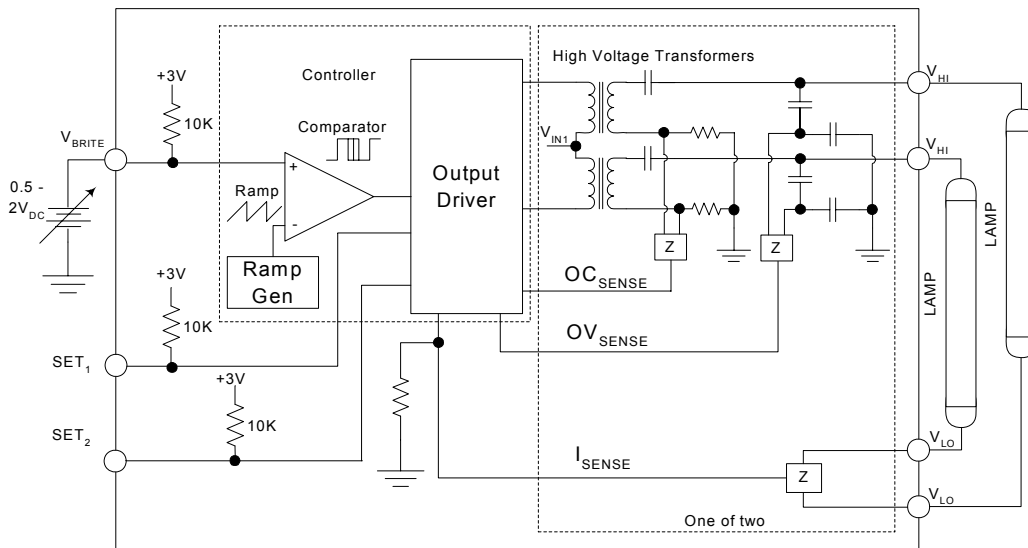 High Voltage Transformers
Controller
+3V
10K
Comparator
V_BRITE
V_HI
V_IN1
V_HI
+
Output
Driver
0.5 -
2V_DC
Ramp
-
Z
Z
LAMP
LAMP
Ramp
Gen
OC_SENSE
+3V
10K
OV_SENSE
SET_1
+3V
10K
SET_2
V_LO
I_SENSE
Z
V_LO
One of two